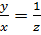 y/x = 1/z